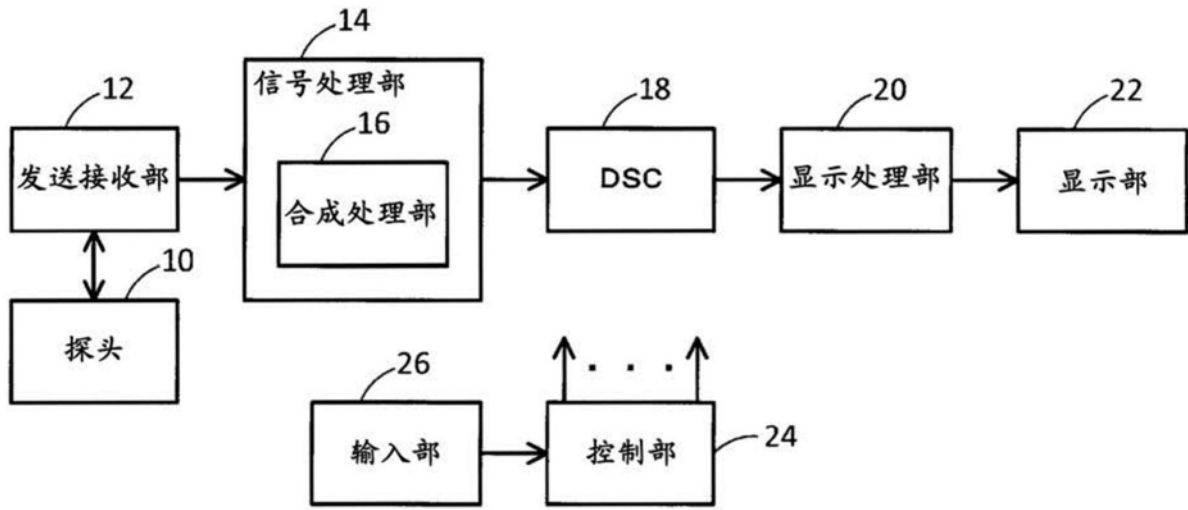 14
信号处理部
12
16
18
20
22
发送接收部
合成处理部
DSC
显示处理部
显示部
10
探头
26
输入部
控制部
24
. . .